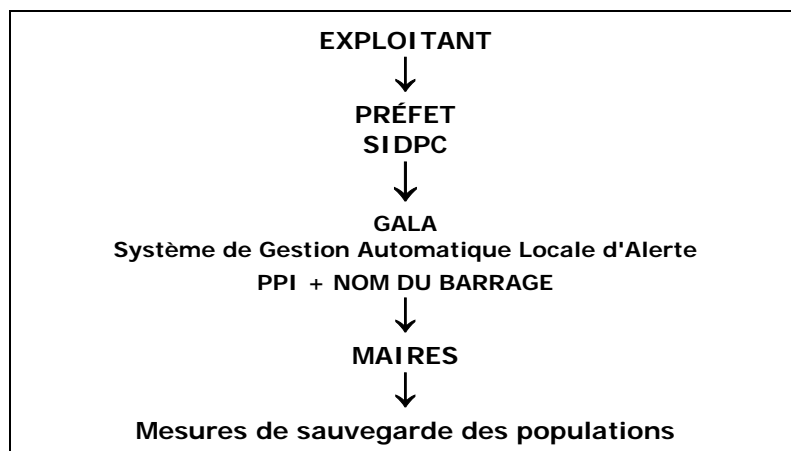 EXPLOITANT
PRÉFET
SIDPC
GALA
Système de Gestion Automatique Locale d'Alerte
PPI + NOM DU BARRAGE
MAIRES
Mesures de sauvegarde des populations